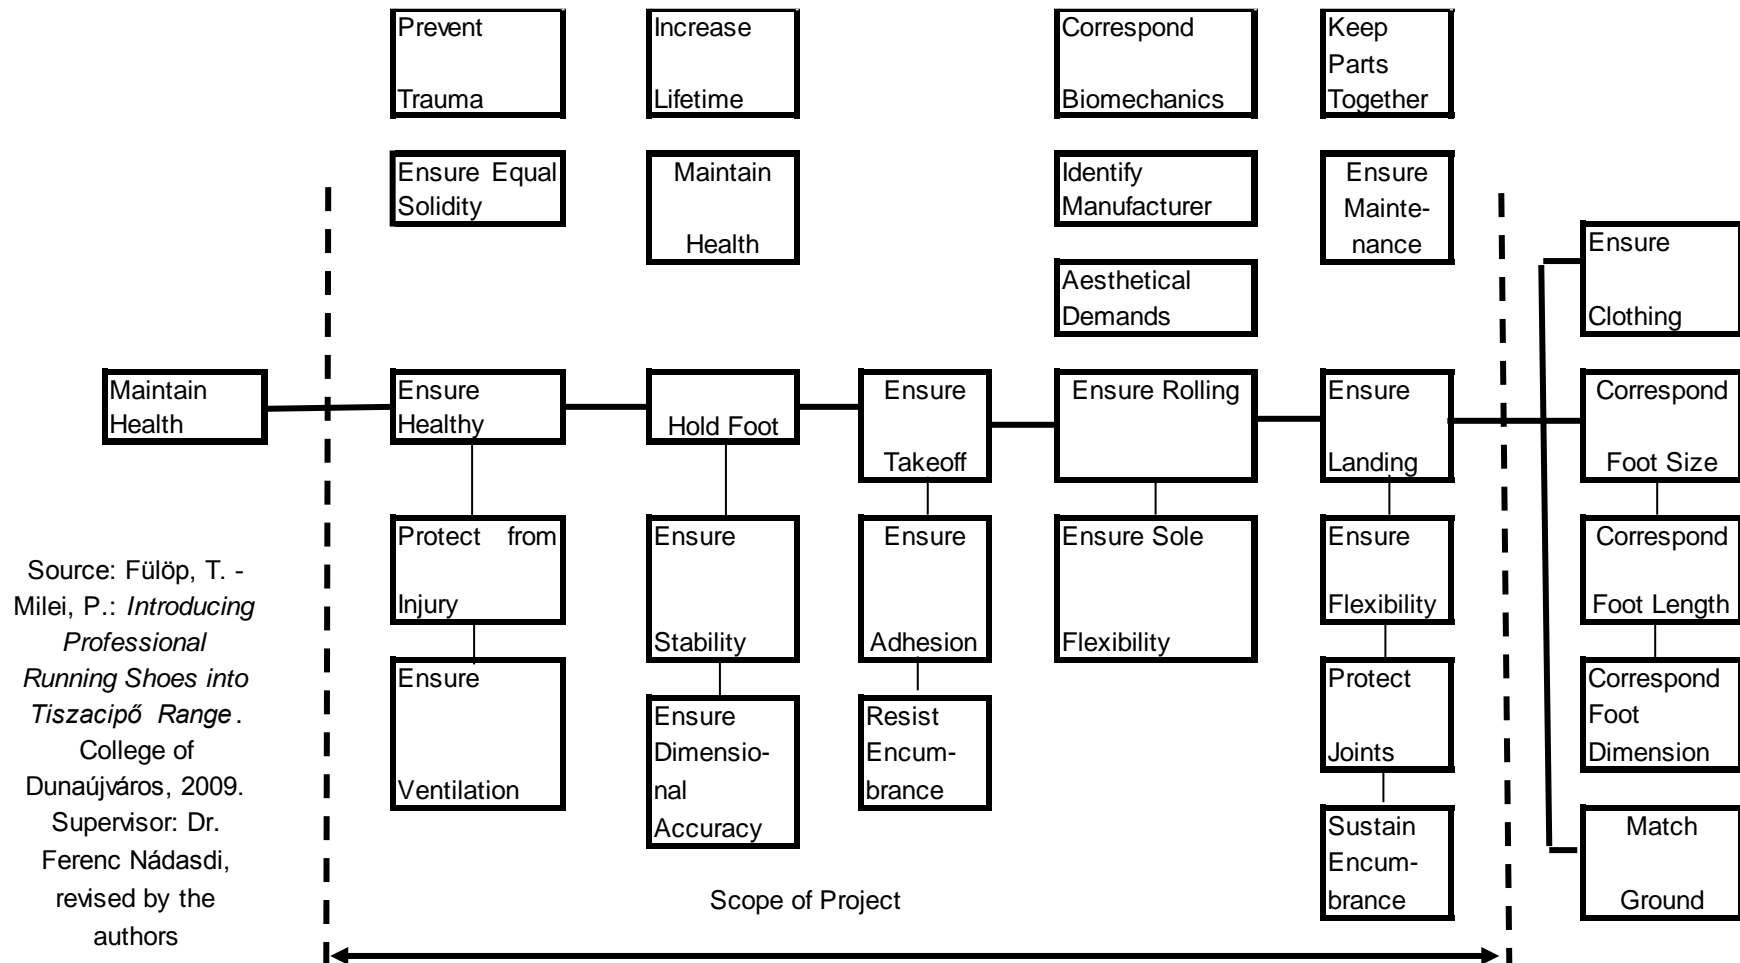 Prevent
Trauma
Increase
Lifetime
Correspond
Biomechanics
Keep
Parts
Together
Ensure Equal
Solidity
Maintain
Health
Identify
Manufacturer
Ensure
Mainte-
nance
Aesthetical
Demands
Ensure
Clothing
Maintain
Health
Ensure
Healthy
Hold Foot
Ensure
Takeoff
Ensure Rolling
Ensure
Landing
Correspond
Foot Size
Protect from
Injury
Ensure
Stability
Ensure
Adhesion
Ensure Sole
Flexibility
Ensure
Flexibility
Correspond
Foot Length
Ensure
Ventilation
Ensure
Dimensio-
nal
Accuracy
Resist
Encum-
brance
Protect
Joints
Correspond
Foot
Dimension
Sustain
Encum-
brance
Match
Ground
Source: Fülöp, T. -
Milei, P.: Introducing
Professional
Running Shoes into
Tiszacipő Range.
College of
Dunaújváros, 2009.
Supervisor: Dr.
Ferenc Nádasdi,
revised by the
authors
Scope of Project